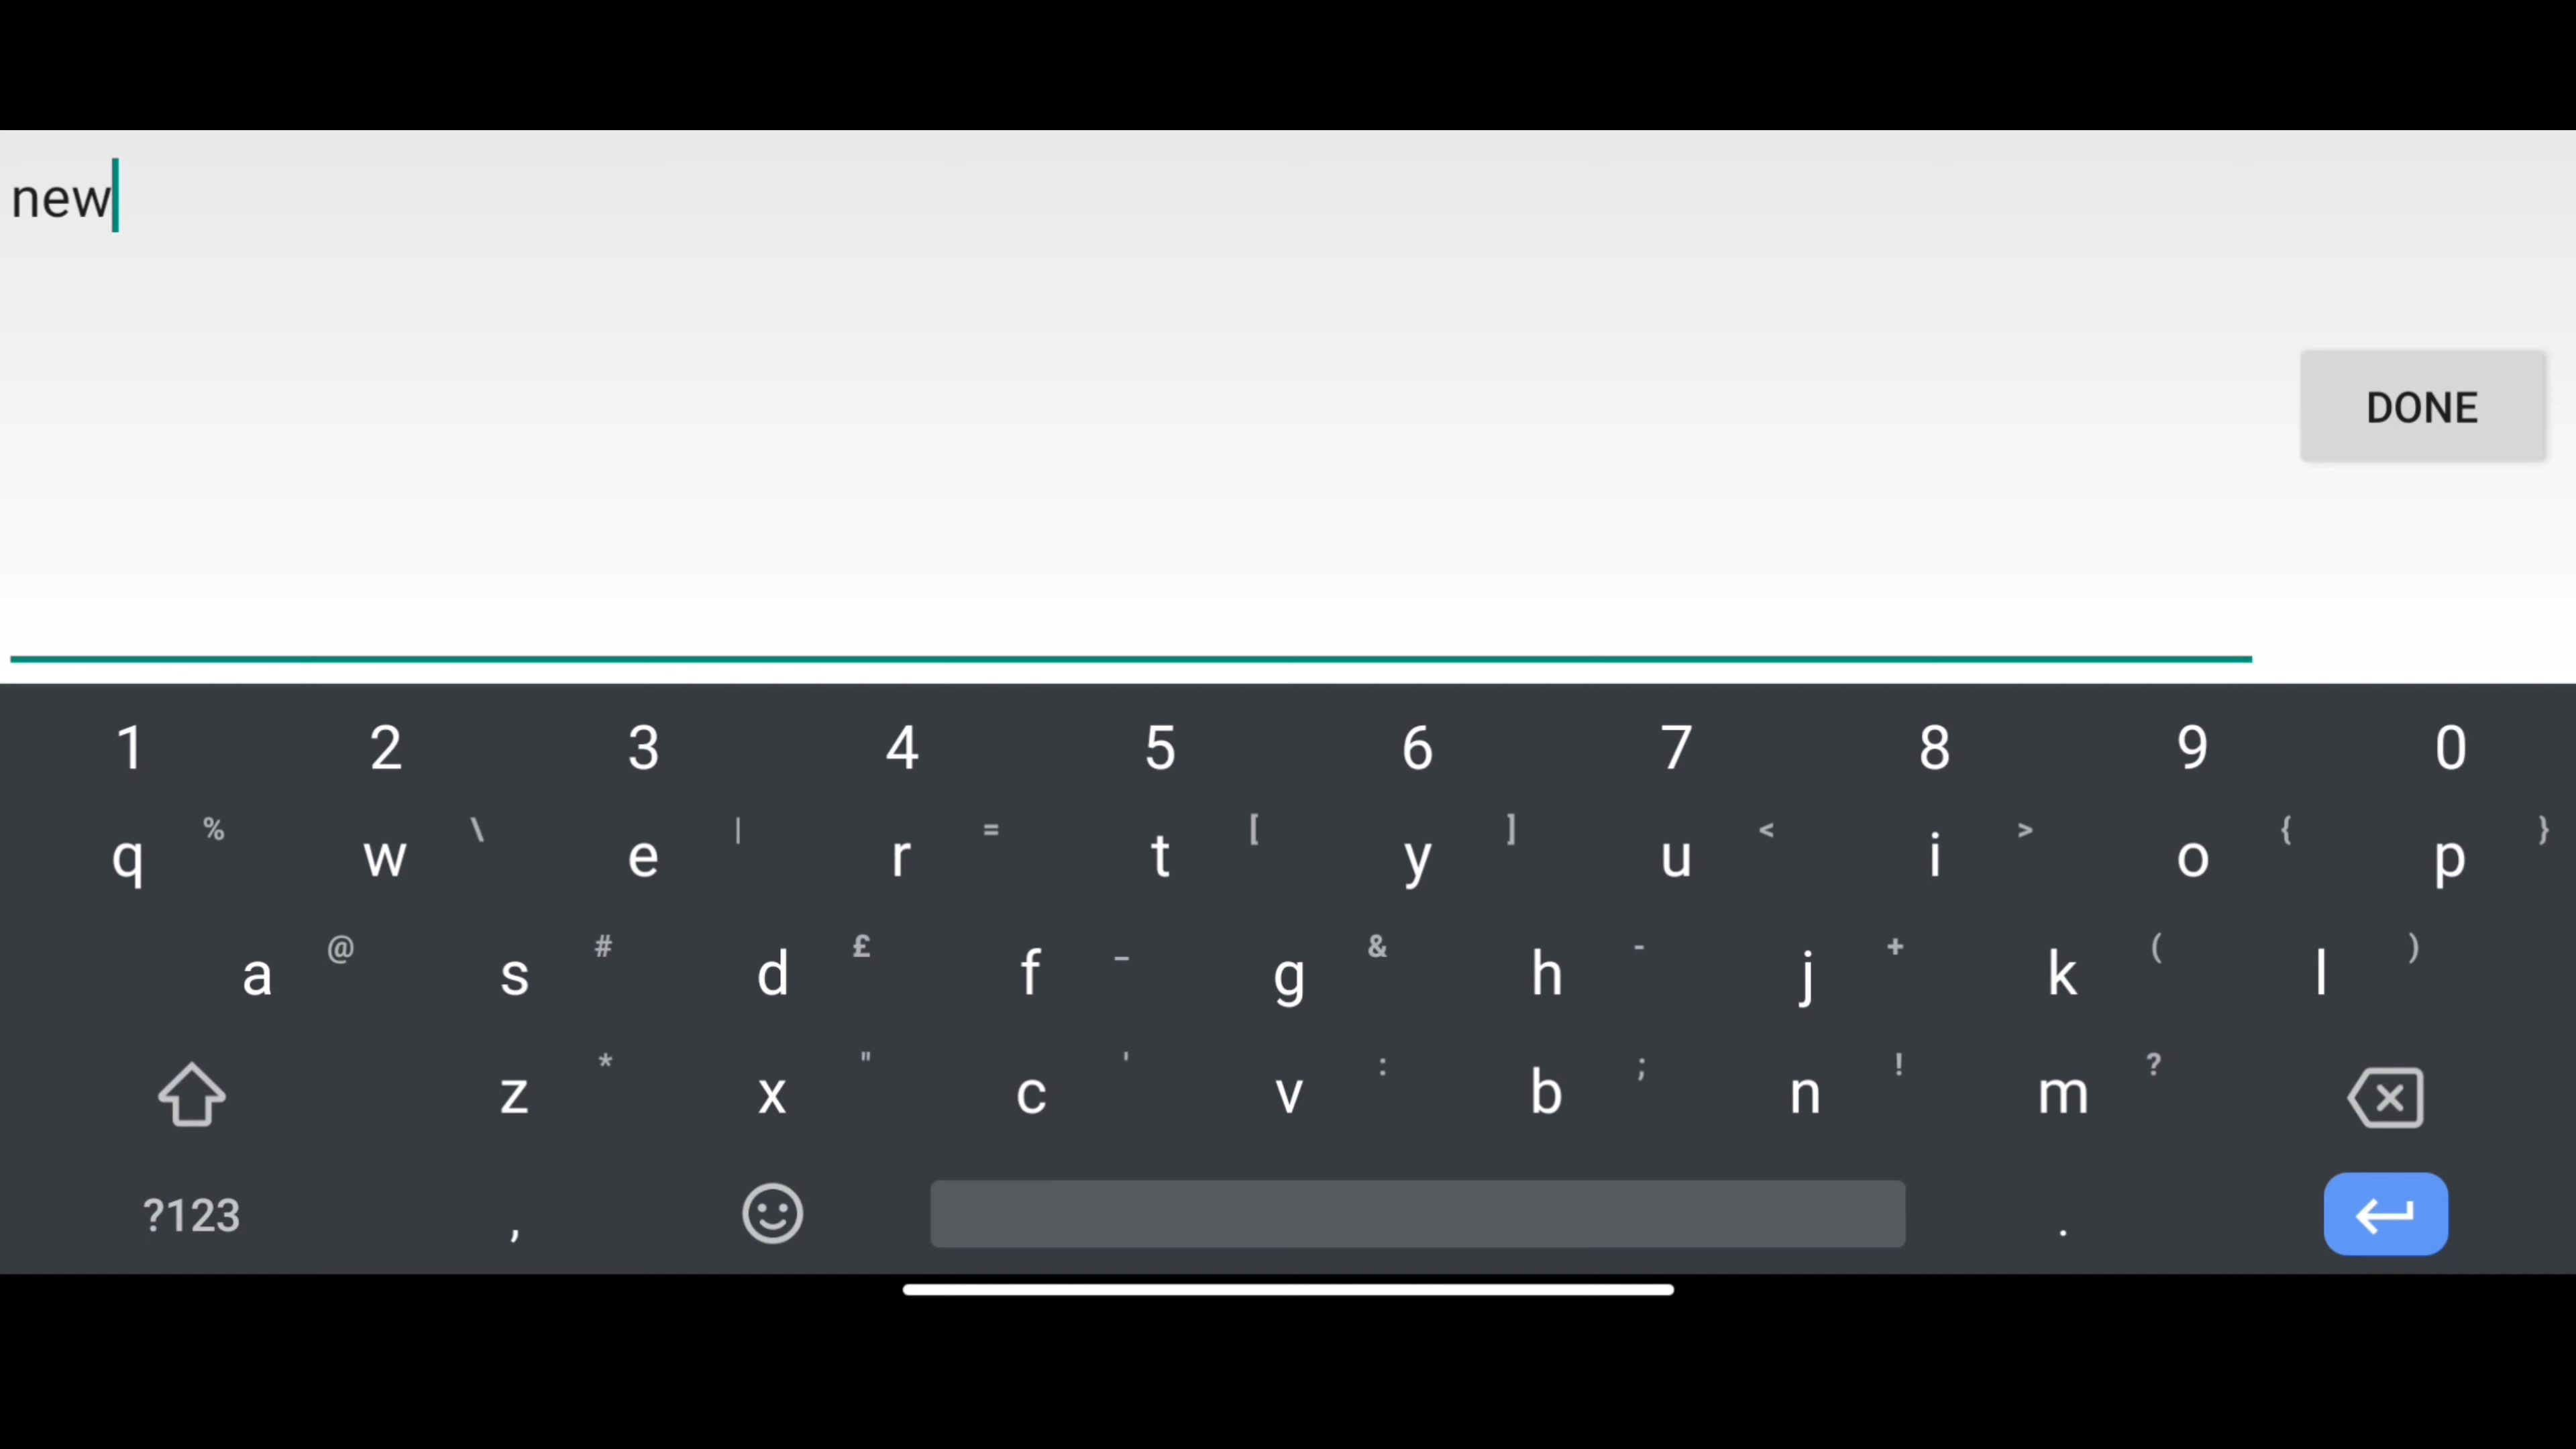 new
DONE
1 2 3 4 5 6 7 8 9 0
q % w \ e | r = t [ y ] u < i > o { p }
a @ s # d £ f _ g & h - j + k ( l )
z * x " c ' v : b ; n ! m ?
?123 , .